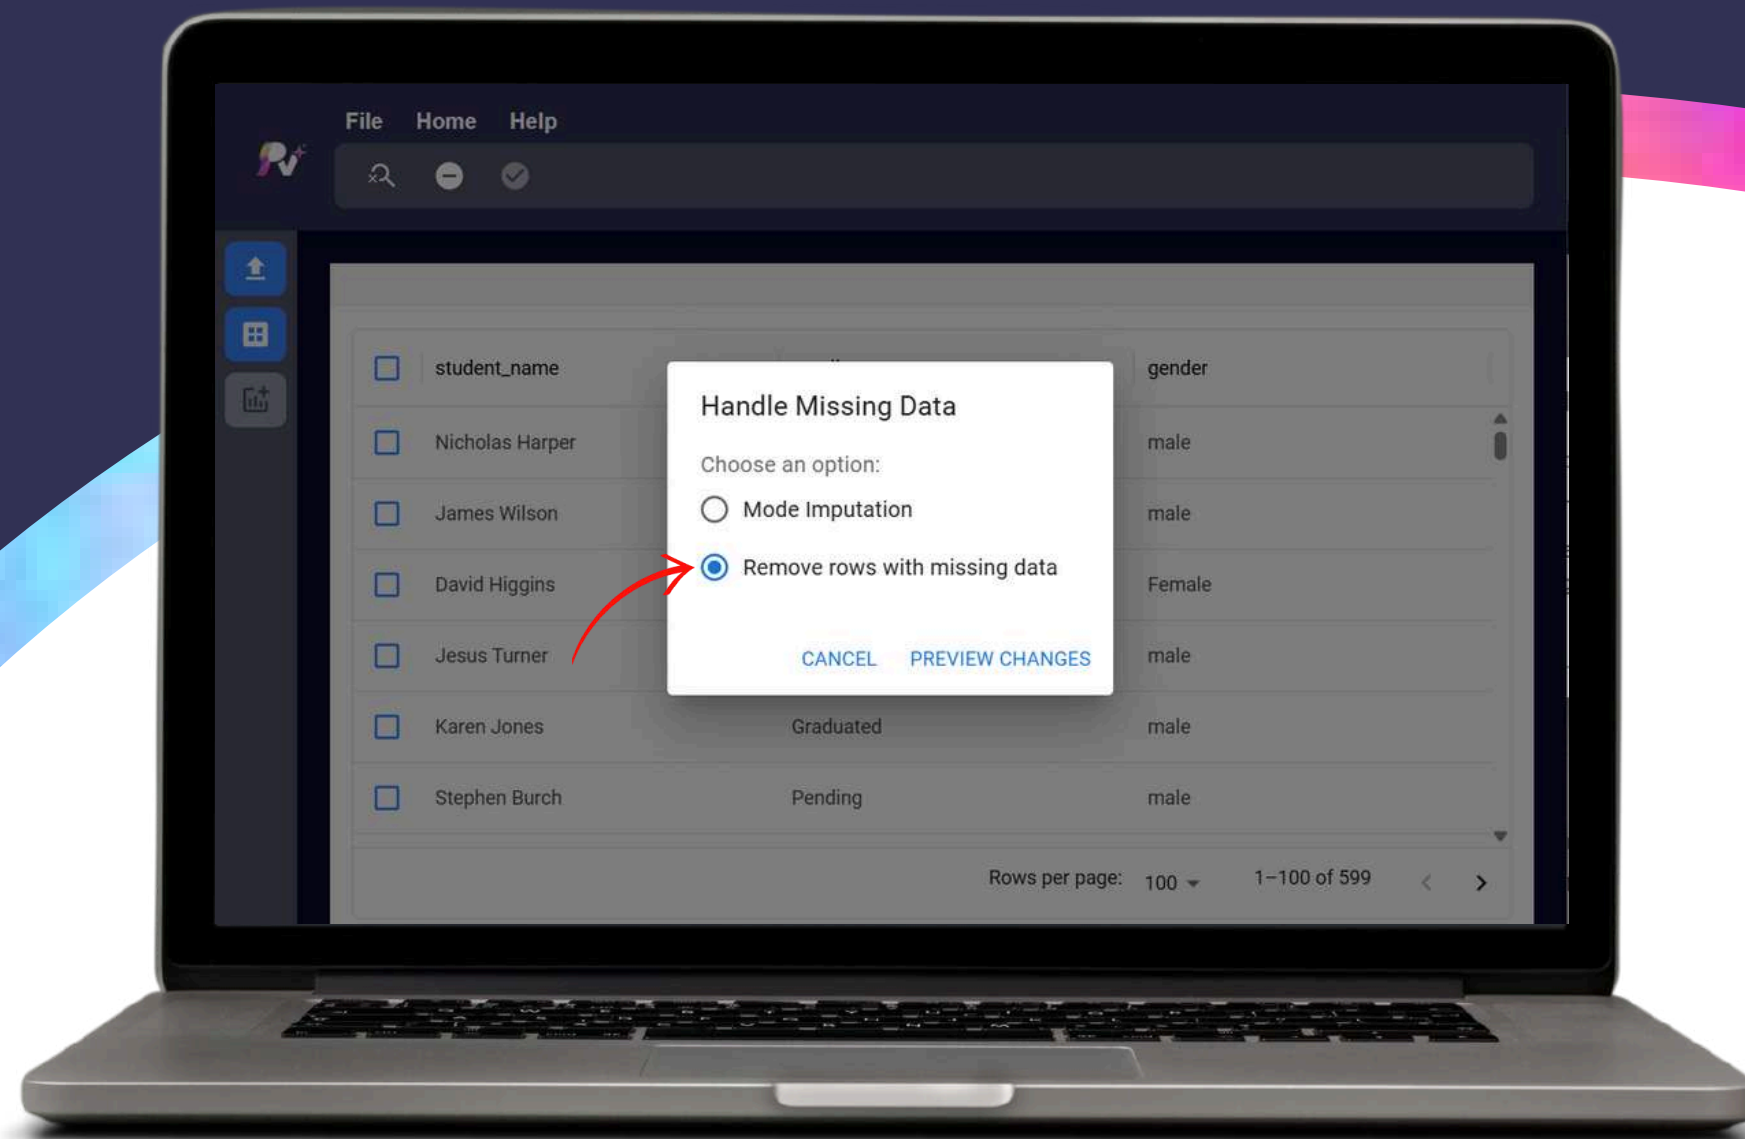 File Home Help
student_name gender
Handle Missing Data
Nicholas Harper male
Choose an option:
Mode Imputation
James Wilson male
Remove rows with missing data
David Higgins Female
Jesus Turner male
CANCEL PREVIEW CHANGES
Karen Jones Graduated male
Stephen Burch Pending male
Rows per page: 100 1–100 of 599